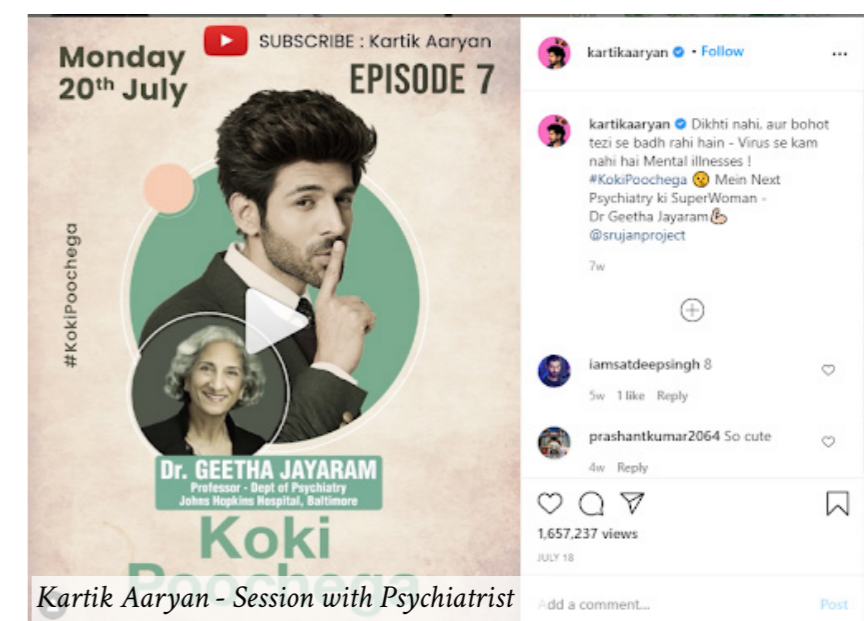 Monday
20th July
SUBSCRIBE : Kartik Aaryan
EPISODE 7
#KokiPoochega
Dr. GEETHA JAYARAM
Professor - Dept of Psychiatry
Johns Hopkins Hospital, Baltimore
Koki
Poochega
Kartik Aaryan - Session with Psychiatrist
kartikaaryan • Follow
kartikaaryan Dikhti nahi, aur bohot
tezi se badh rahi hain - Virus se kam
nahi hai Mental illnesses !
#KokiPoochega 😯 Mein Next
Psychiatry ki SuperWoman -
Dr Geetha Jayaram💪
@srujanproject
7w
iamsatdeepsingh 8
5w 1 like Reply
prashantkumar2064 So cute
4w Reply
1,657,237 views
JULY 18
Add a comment...
Post